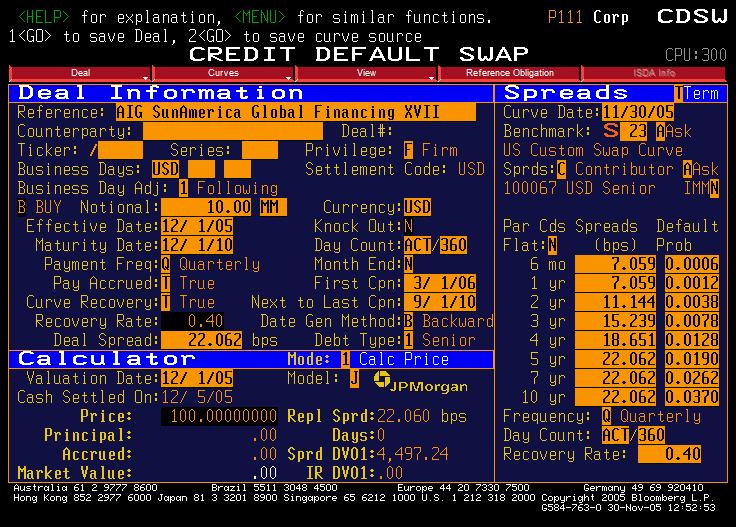 <HELP> for explanation, <MENU> for similar functions. P111 Corp CDSW
1<GO> to save Deal, 2<GO> to save curve source
CREDIT DEFAULT SWAP CPU:300
Deal Curves View Reference Obligation ISDA Info
Deal Information
Reference: AIG SunAmerica Global Financing XVII
Counterparty: Deal#:
Ticker: / Series: Privilege: F Firm
Business Days: USD Settlement Code: USD
Business Day Adj: 1 Following
B BUY Notional: 10.00 MM Currency: USD
Effective Date: 12/ 1/05 Knock Out: N
Maturity Date: 12/ 1/10 Day Count: ACT/360
Payment Freq: Q Quarterly Month End: N
Pay Accrued: T True First Cpn: 3/ 1/06
Curve Recovery: T True Next to Last Cpn: 9/ 1/10
Recovery Rate: 0.40 Date Gen Method: B Backward
Deal Spread: 22.062 bps Debt Type: 1 Senior
Calculator Mode: 1 Calc Price
Valuation Date: 12/ 1/05 Model: J JPMorgan
Cash Settled On: 12/ 5/05
Price: 100.00000000 Repl Sprd: 22.060 bps
Principal: .00 Days: 0
Accrued: .00 Sprd DV01: 4,497.24
Market Value: .00 IR DV01: .00
Spreads T Term
Curve Date: 11/30/05
Benchmark: S 23 A Ask
US Custom Swap Curve
Sprds: C Contributor A Ask
100067 USD Senior IMM N
Par Cds Spreads Default
Flat: N (bps) Prob
6 mo 7.059 0.0006
1 yr 7.059 0.0012
2 yr 11.144 0.0038
3 yr 15.239 0.0078
4 yr 18.651 0.0128
5 yr 22.062 0.0190
7 yr 22.062 0.0262
10 yr 22.062 0.0370
Frequency: Q Quarterly
Day Count: ACT/360
Recovery Rate: 0.40
Australia 61 2 9777 8600 Brazil 5511 3048 4500 Europe 44 20 7330 7500 Germany 49 69 920410
Hong Kong 852 2977 6000 Japan 81 3 3201 8900 Singapore 65 6212 1000 U.S. 1 212 318 2000 Copyright 2005 Bloomberg L.P.
G584-763-0 30-Nov-05 12:52:53